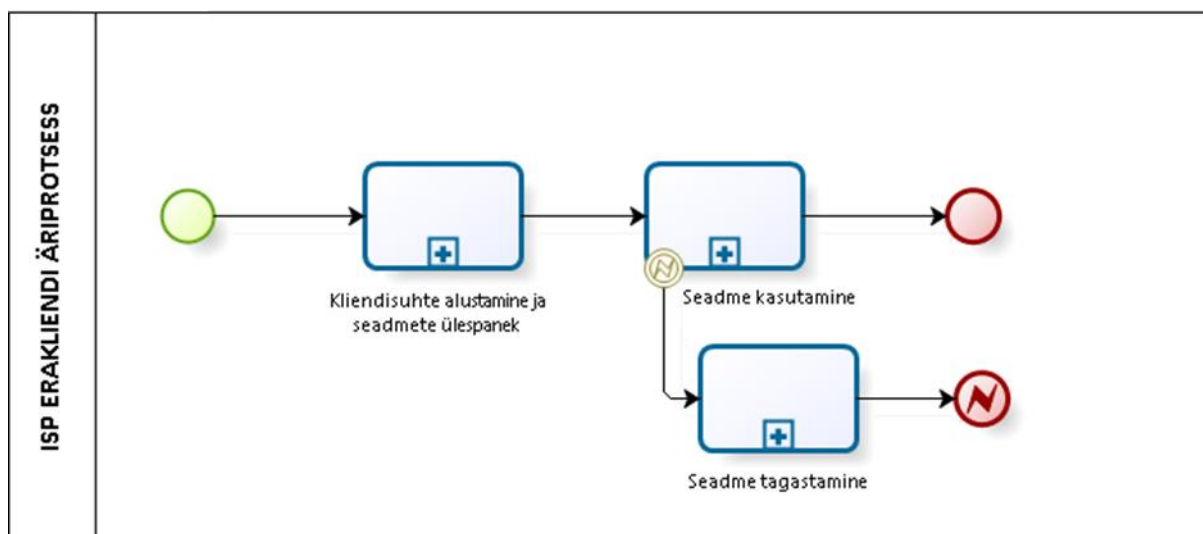 ISP ERAKLIENDI ÄRIPROTSESS
Kliendisuhte alustamine ja
seadmete ülespanek
Seadme kasutamine
Seadme tagastamine